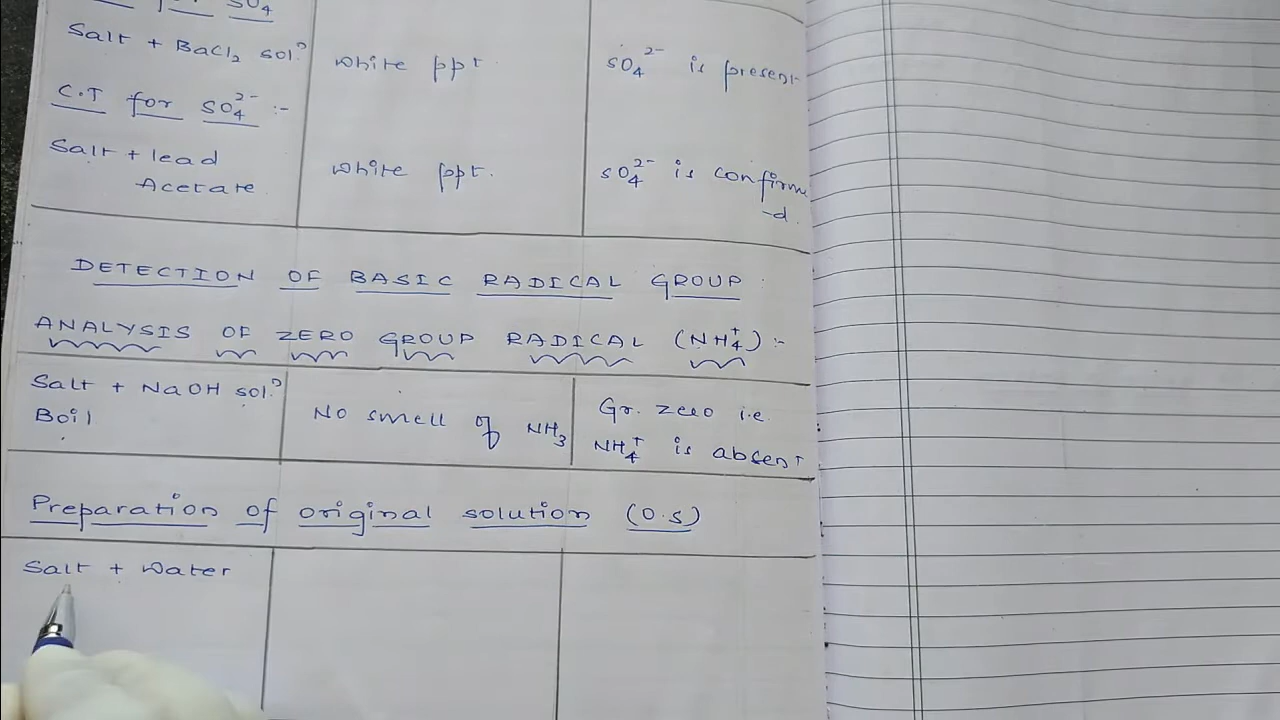 SO4
Salt + BaCl2 sol?
white ppt
SO4 2- is present
C.T for SO4 2- :-
Salt + lead
Acetate
white ppt.
SO4 2- is confirme
-d.
DETECTION OF BASIC RADICAL GROUP
ANALYSIS OF ZERO GROUP RADICAL (NH4+) :-
Salt + NaOH sol?
Boil
No smell of NH3
Gr. zero i.e.
NH4+ is absent
Preparation of original solution (O.S)
Salt + Water